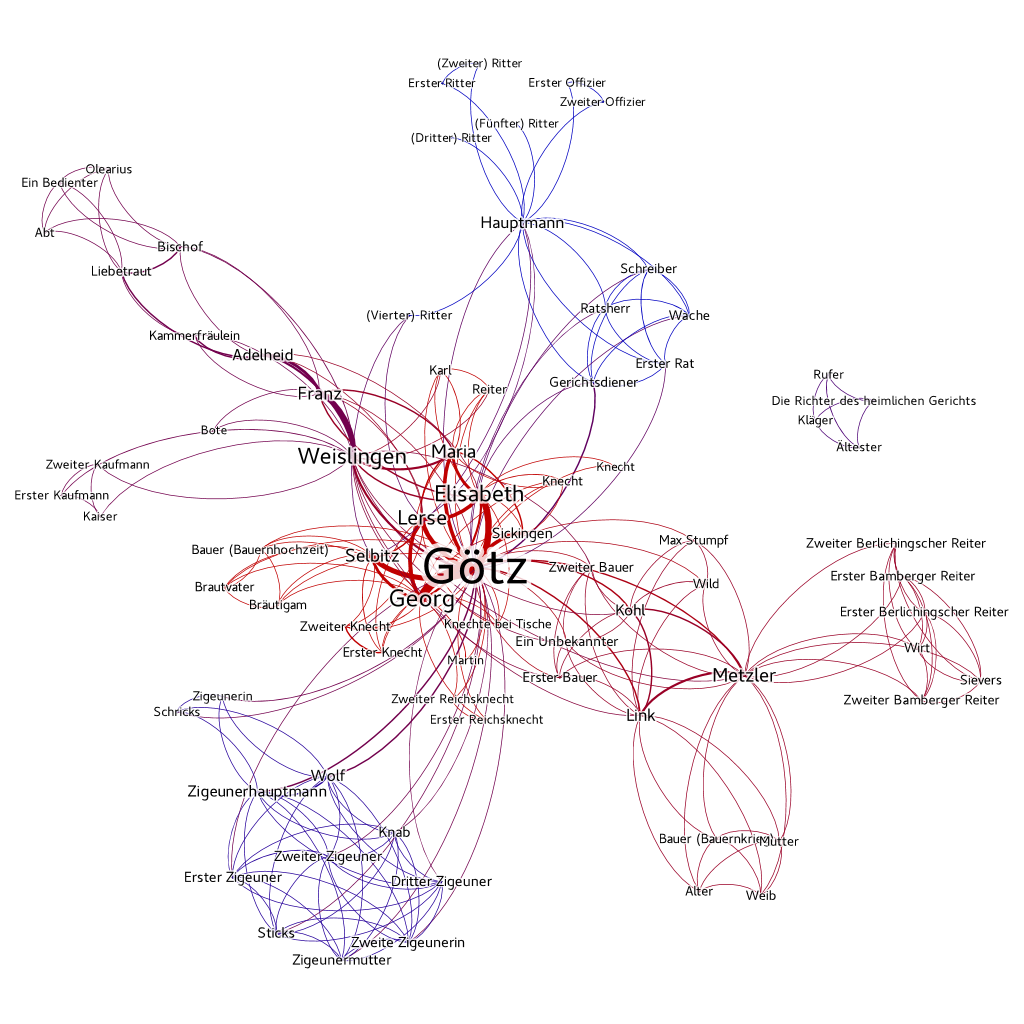 (Zweiter) Ritter
Erster Ritter
Erster Offizier
Zweiter Offizier
(Fünfter) Ritter
(Dritter) Ritter
Olearius
Ein Bedienter
Abt
Bischof
Liebetraut
Hauptmann
Schreiber
Ratsherr
Wache
(Vierter) Ritter
Kammerfräulein
Adelheid
Erster Rat
Gerichtsdiener
Karl
Reiter
Rufer
Die Richter des heimlichen Gerichts
Kläger
Ältester
Franz
Bote
Weislingen
Maria
Zweiter Kaufmann
Erster Kaufmann
Kaiser
Knecht
Knecht
Elisabeth
Lerse
Sickingen
Max Stumpf
Zweiter Berlichingscher Reiter
Bauer (Bauernhochzeit)
Selbitz
Götz
Zweiter Bauer
Wild
Erster Bamberger Reiter
Brautvater
Bräutigam
Georg
Kohl
Erster Berlichingscher Reiter
Zweiter Knecht
Knechte bei Tische
Ein Unbekannter
Wirt
Erster Knecht
Martin
Erster Bauer
Metzler
Sievers
Zigeunerin
Zweiter Reichsknecht
Zweiter Bamberger Reiter
Schricks
Erster Reichsknecht
Link
Wolf
Zigeunerhauptmann
Knab
Bauer (Bauernkrieg)
Mutter
Zweiter Zigeuner
Erster Zigeuner
Dritter Zigeuner
Alter
Weib
Sticks
Zweite Zigeunerin
Zigeunermutter